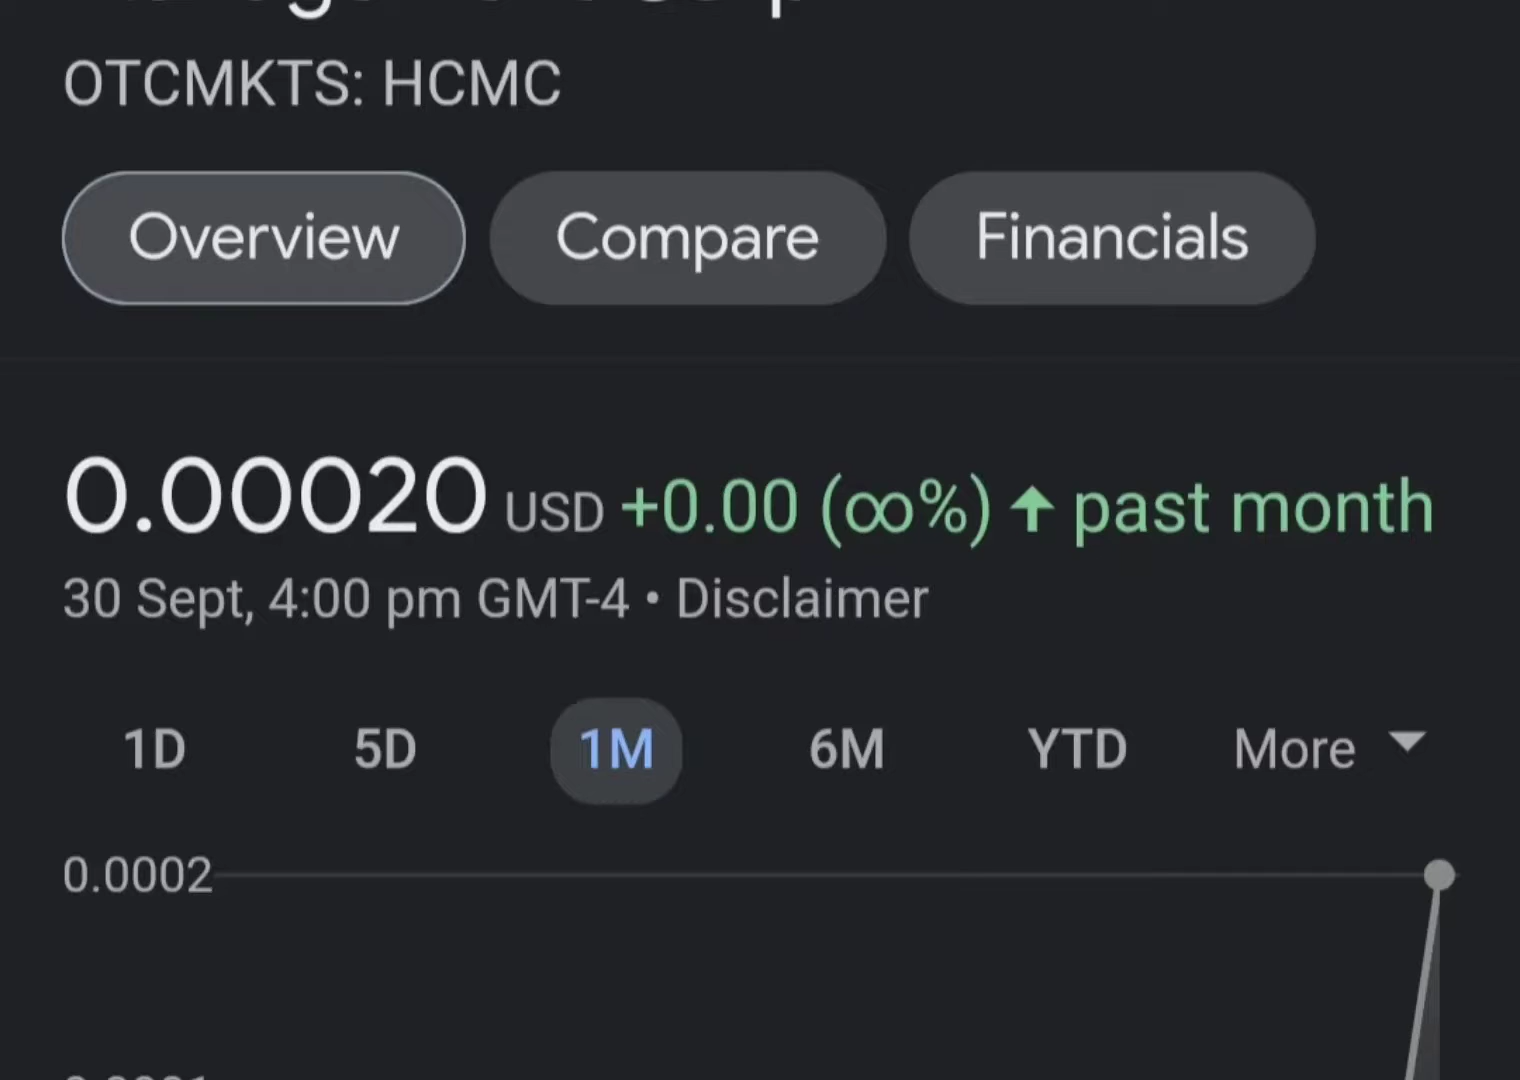 OTCMKTS: HCMC
Overview Compare Financials
0.00020 USD +0.00 (∞%) ↑ past month
30 Sept, 4:00 pm GMT-4 • Disclaimer
1D 5D 1M 6M YTD More
0.0002